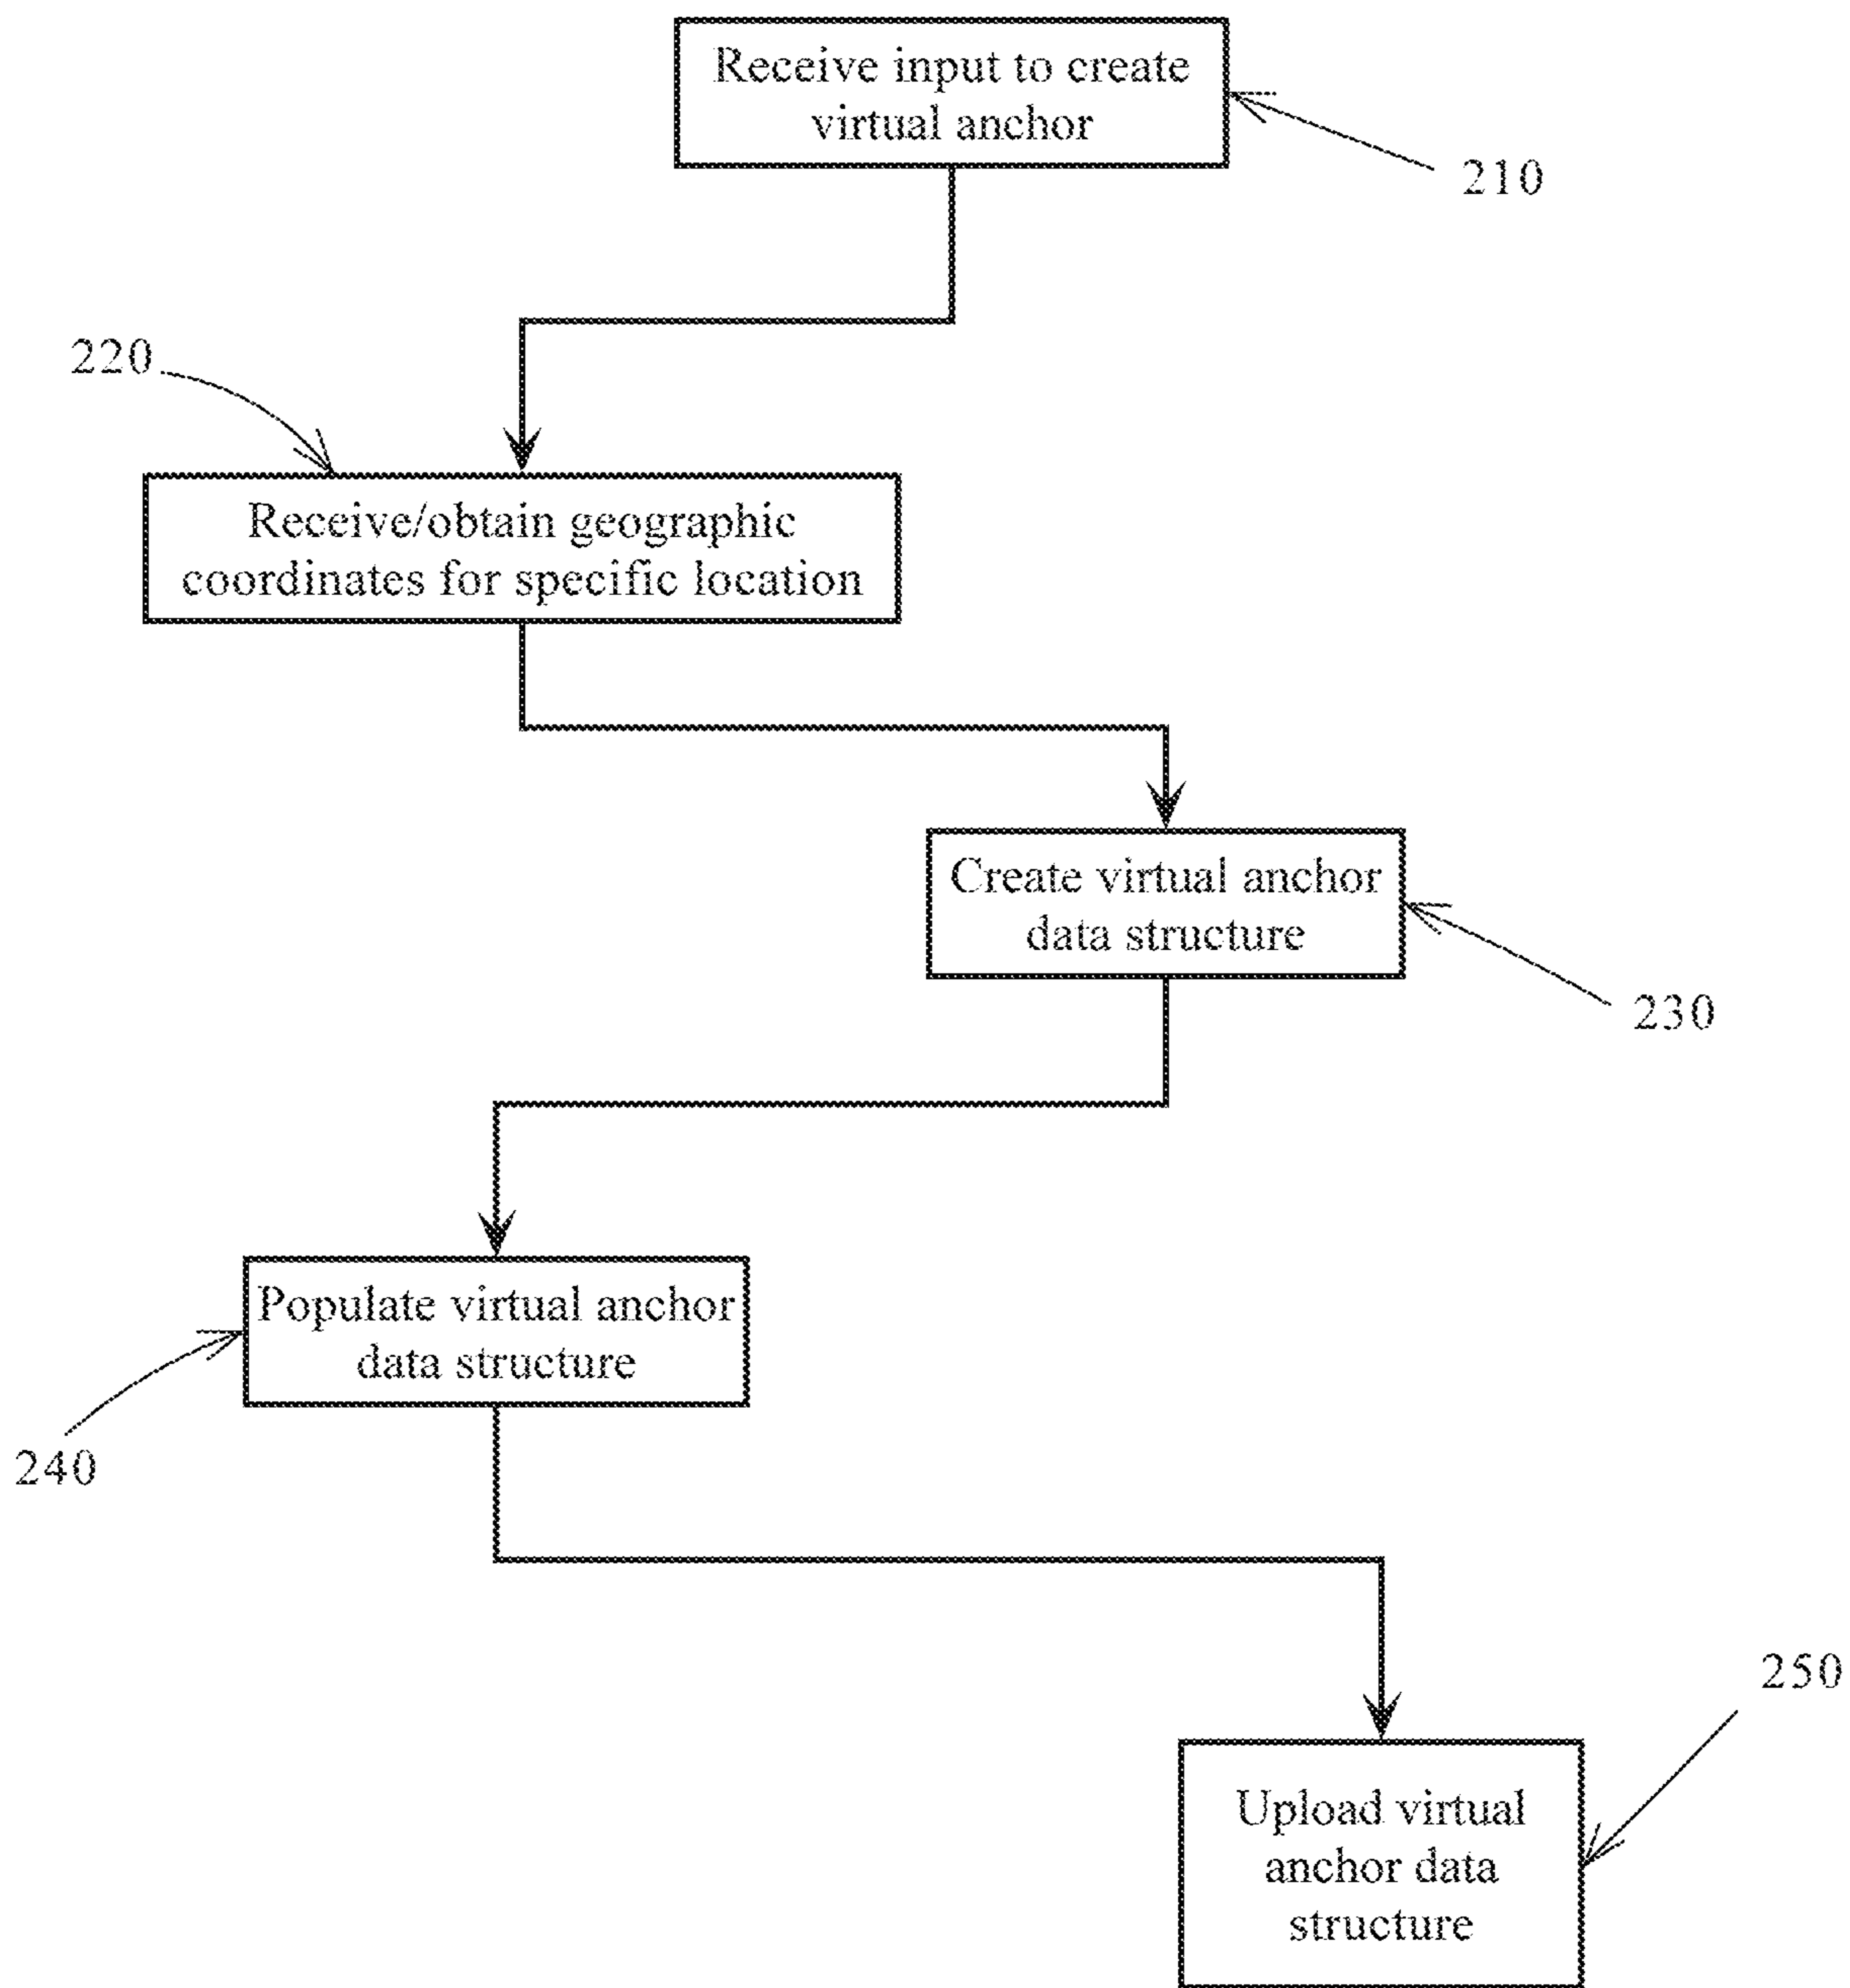 Receive input to create
virtual anchor
210
220
Receive/obtain geographic
coordinates for specific location
Create virtual anchor
data structure
230
Populate virtual anchor
data structure
240
250
Upload virtual
anchor data
structure